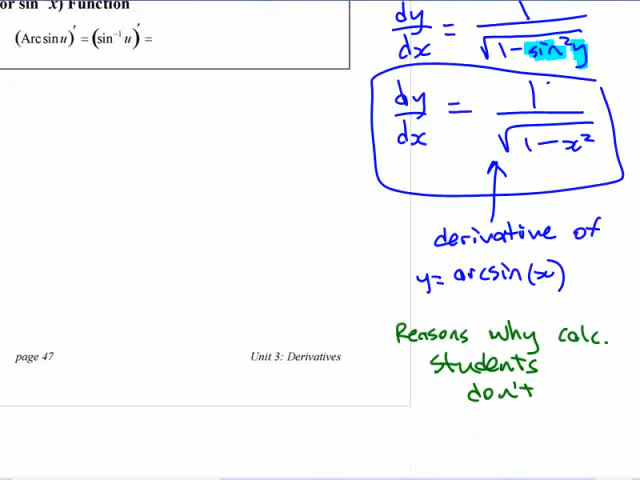 or sin⁻¹ x) Function
(Arcsin u)′ = (sin⁻¹ u)′ =
dy/dx = 1/√(1 - sin²y)
dy/dx = 1/√(1 - x²)
derivative of
y = arcsin(x)
Reasons why calc.
students
don't
page 47
Unit 3: Derivatives